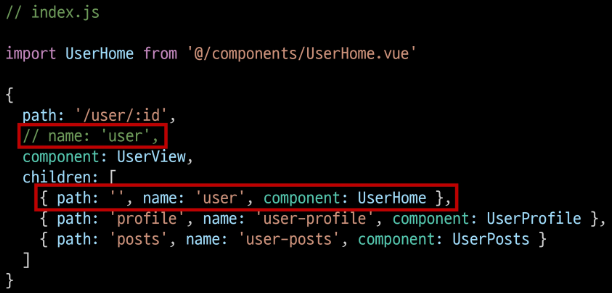 // index.js
import UserHome from '@/components/UserHome.vue'
{
path: '/user/:id',
// name: 'user',
component: UserView,
children: [
{ path: '', name: 'user', component: UserHome },
{ path: 'profile', name: 'user-profile', component: UserProfile },
{ path: 'posts', name: 'user-posts', component: UserPosts }
]
}